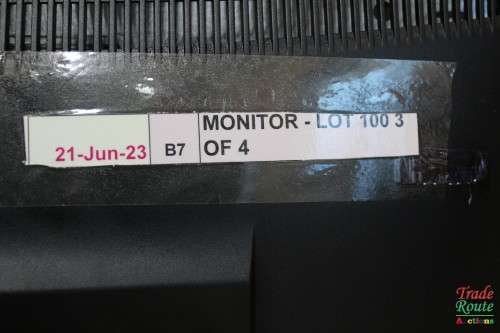 MONITOR - LOT 100 3
21-Jun-23 B7 OF 4
Trade
Route
Auctions